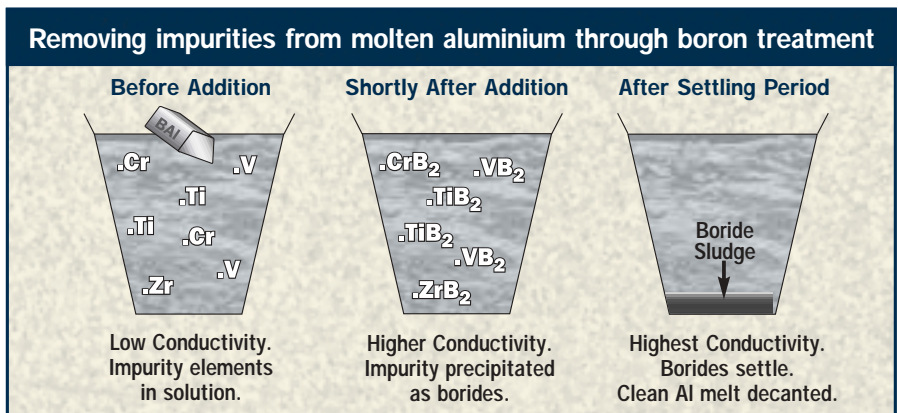 Removing impurities from molten aluminium through boron treatment
Before Addition
BAl
.Cr
.V
.Ti
.Ti
.Cr
.V
.Zr
Low Conductivity.
Impurity elements
in solution.
Shortly After Addition
.CrB₂
.VB₂
.TiB₂
.TiB₂
.VB₂
.ZrB₂
Higher Conductivity.
Impurity precipitated
as borides.
After Settling Period
Boride
Sludge
Highest Conductivity.
Borides settle.
Clean Al melt decanted.